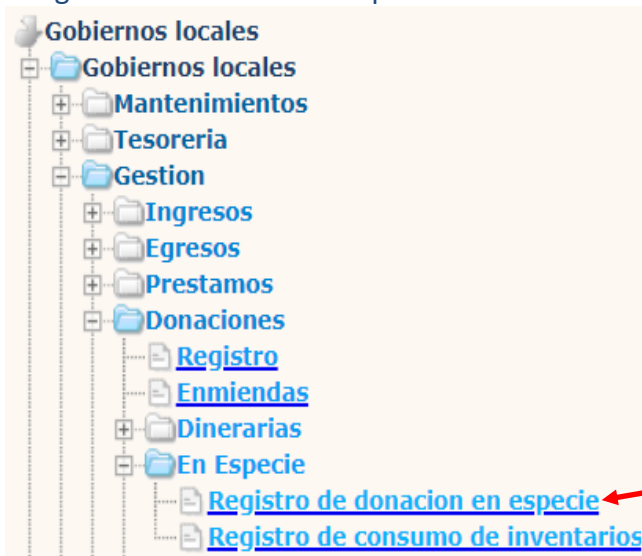 Gobiernos locales
Gobiernos locales
Mantenimientos
Tesoreria
Gestion
Ingresos
Egresos
Prestamos
Donaciones
Registro
Enmiendas
Dinerarias
En Especie
Registro de donacion en especie
Registro de consumo de inventarios